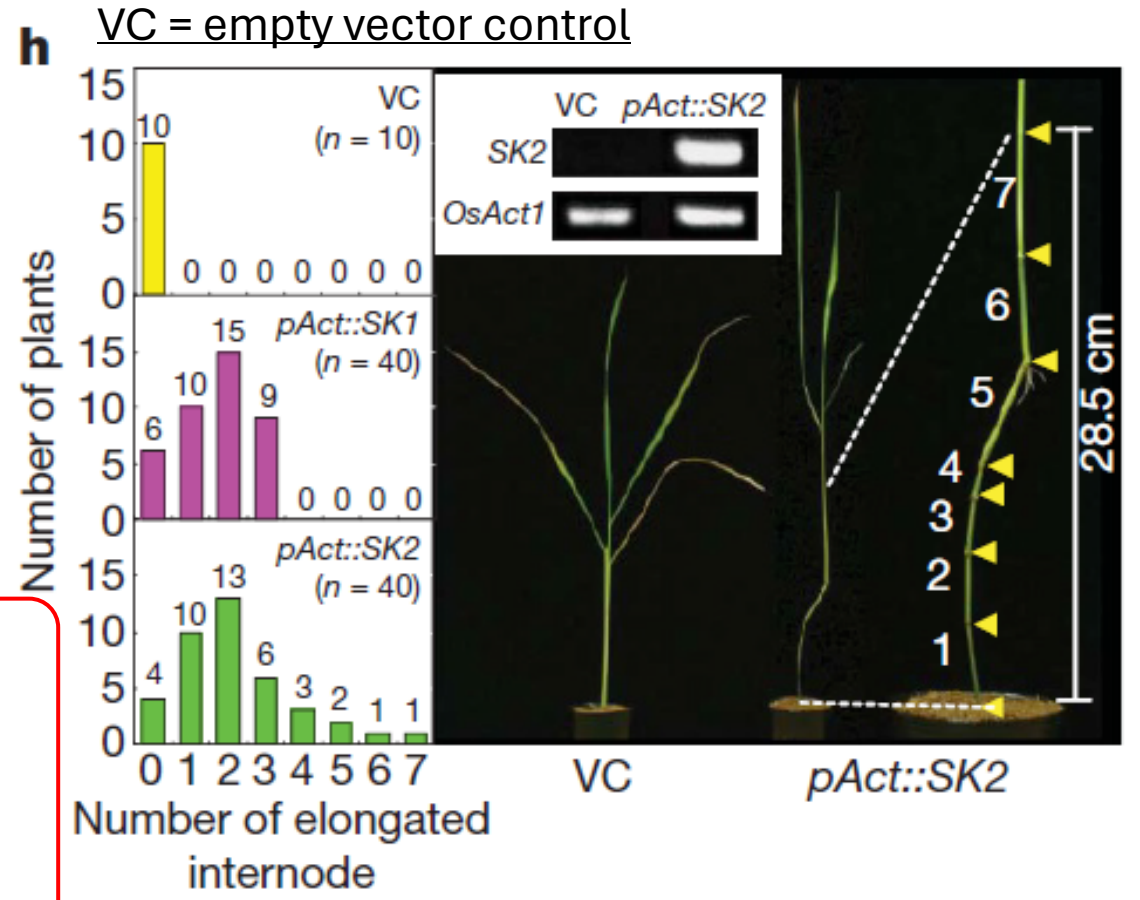 VC = empty vector control
h
Number of plants
15
10
5
0
VC
(n = 10)
10
0 0 0 0 0 0 0
15
10
5
0
pAct::SK1
(n = 40)
6 10 15 9 0 0 0 0
15
10
5
0
pAct::SK2
(n = 40)
4 10 13 6 3 2 1 1
0 1 2 3 4 5 6 7
Number of elongated
internode
VC pAct::SK2
SK2
OsAct1
7
6
5
4
3
2
1
28.5 cm
VC
pAct::SK2